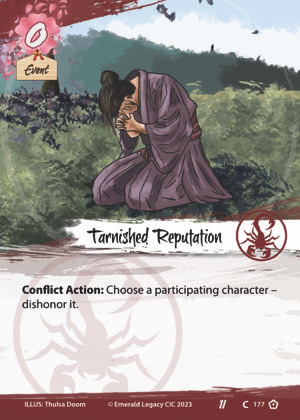 0
Event
Tarnished Reputation
Conflict Action: Choose a participating character –
dishonor it.
ILLUS: Thulsa Doom © Emerald Legacy CIC 2023 C 177